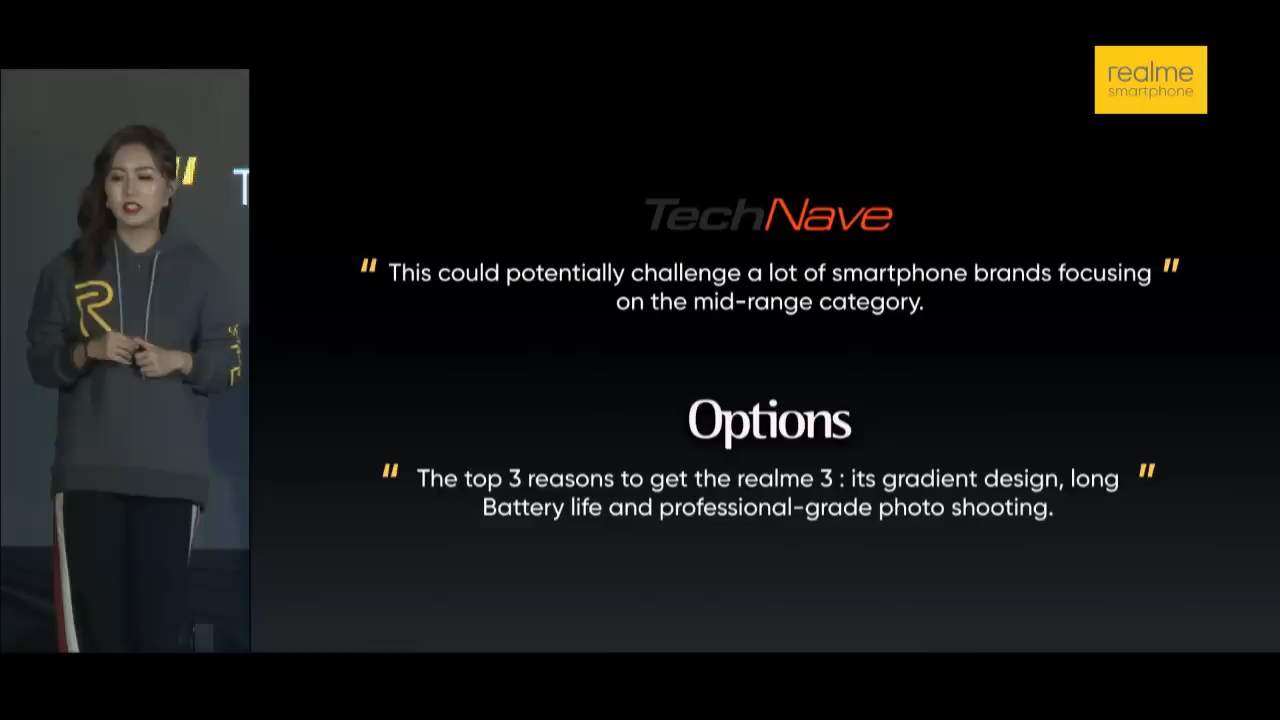 realme
smartphone
TechNave
" This could potentially challenge a lot of smartphone brands focusing "
on the mid-range category.
Options
" The top 3 reasons to get the realme 3 : its gradient design, long "
Battery life and professional-grade photo shooting.
" T
R